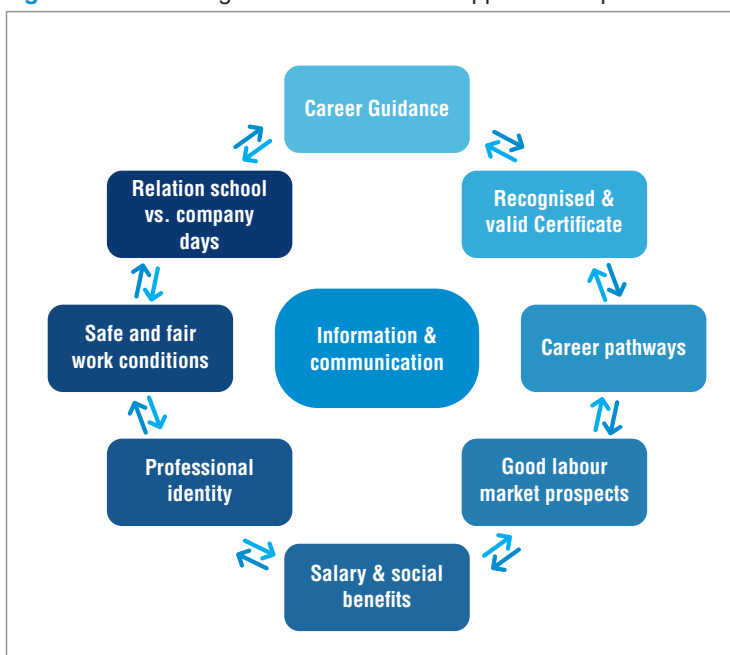 Career Guidance
Relation school
vs. company
days
Recognised &
valid Certificate
Safe and fair
work conditions
Information &
communication
Career pathways
Professional
identity
Good labour
market prospects
Salary & social
benefits